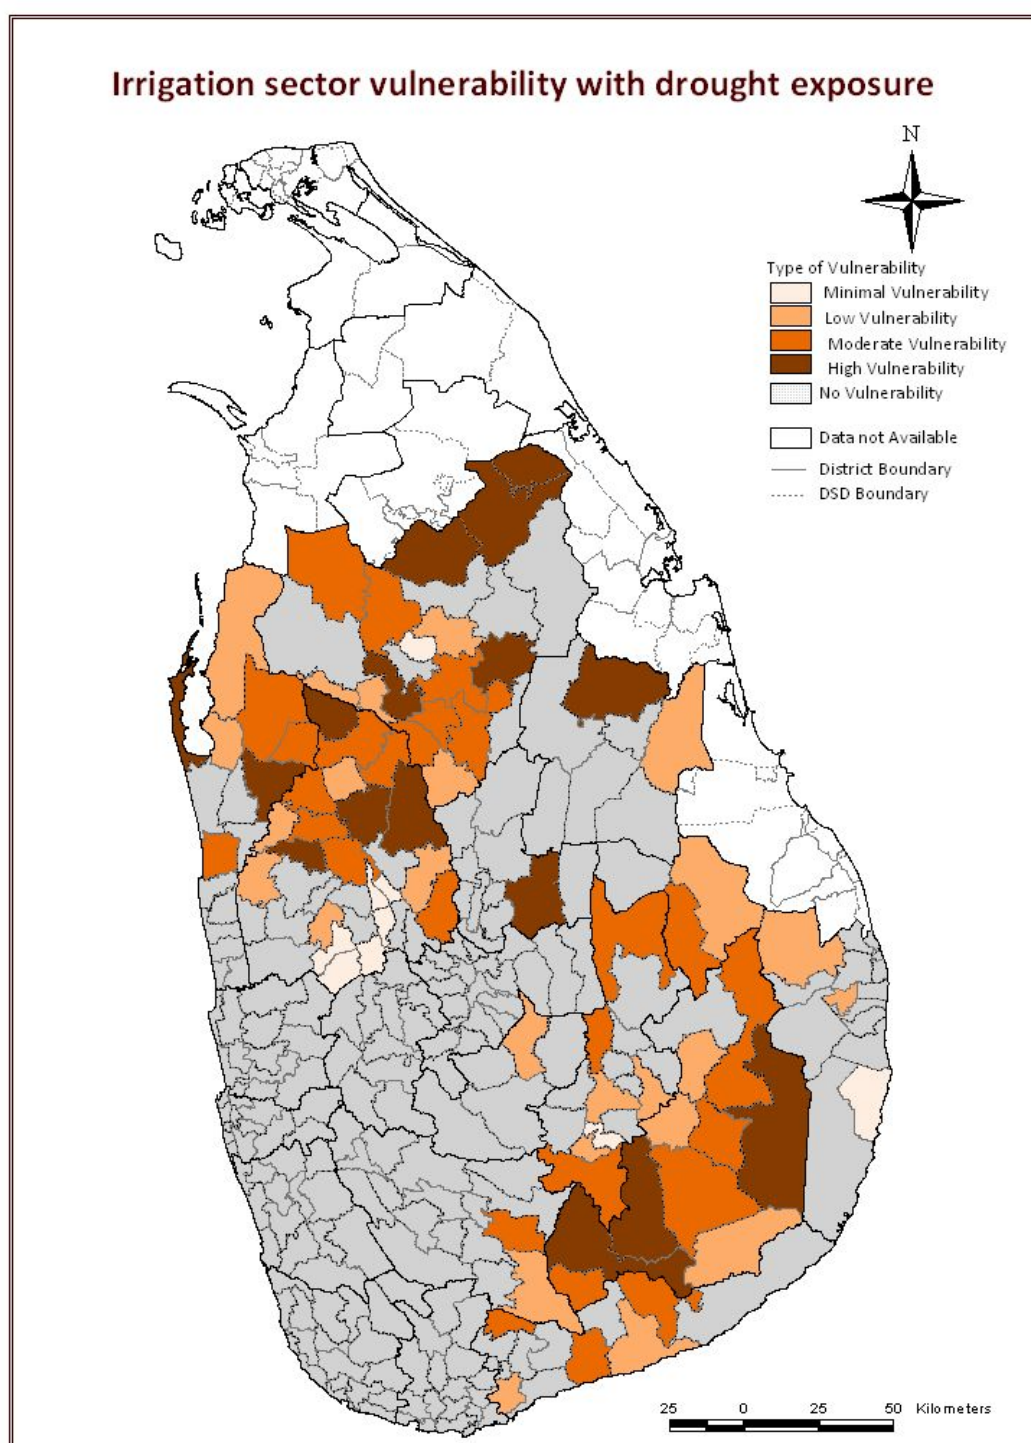 Irrigation sector vulnerability with drought exposure
N
Type of Vulnerability
Minimal Vulnerability
Low Vulnerability
Moderate Vulnerability
High Vulnerability
No Vulnerability
Data not Available
District Boundary
DSD Boundary
25 0 25 50 Kilometers